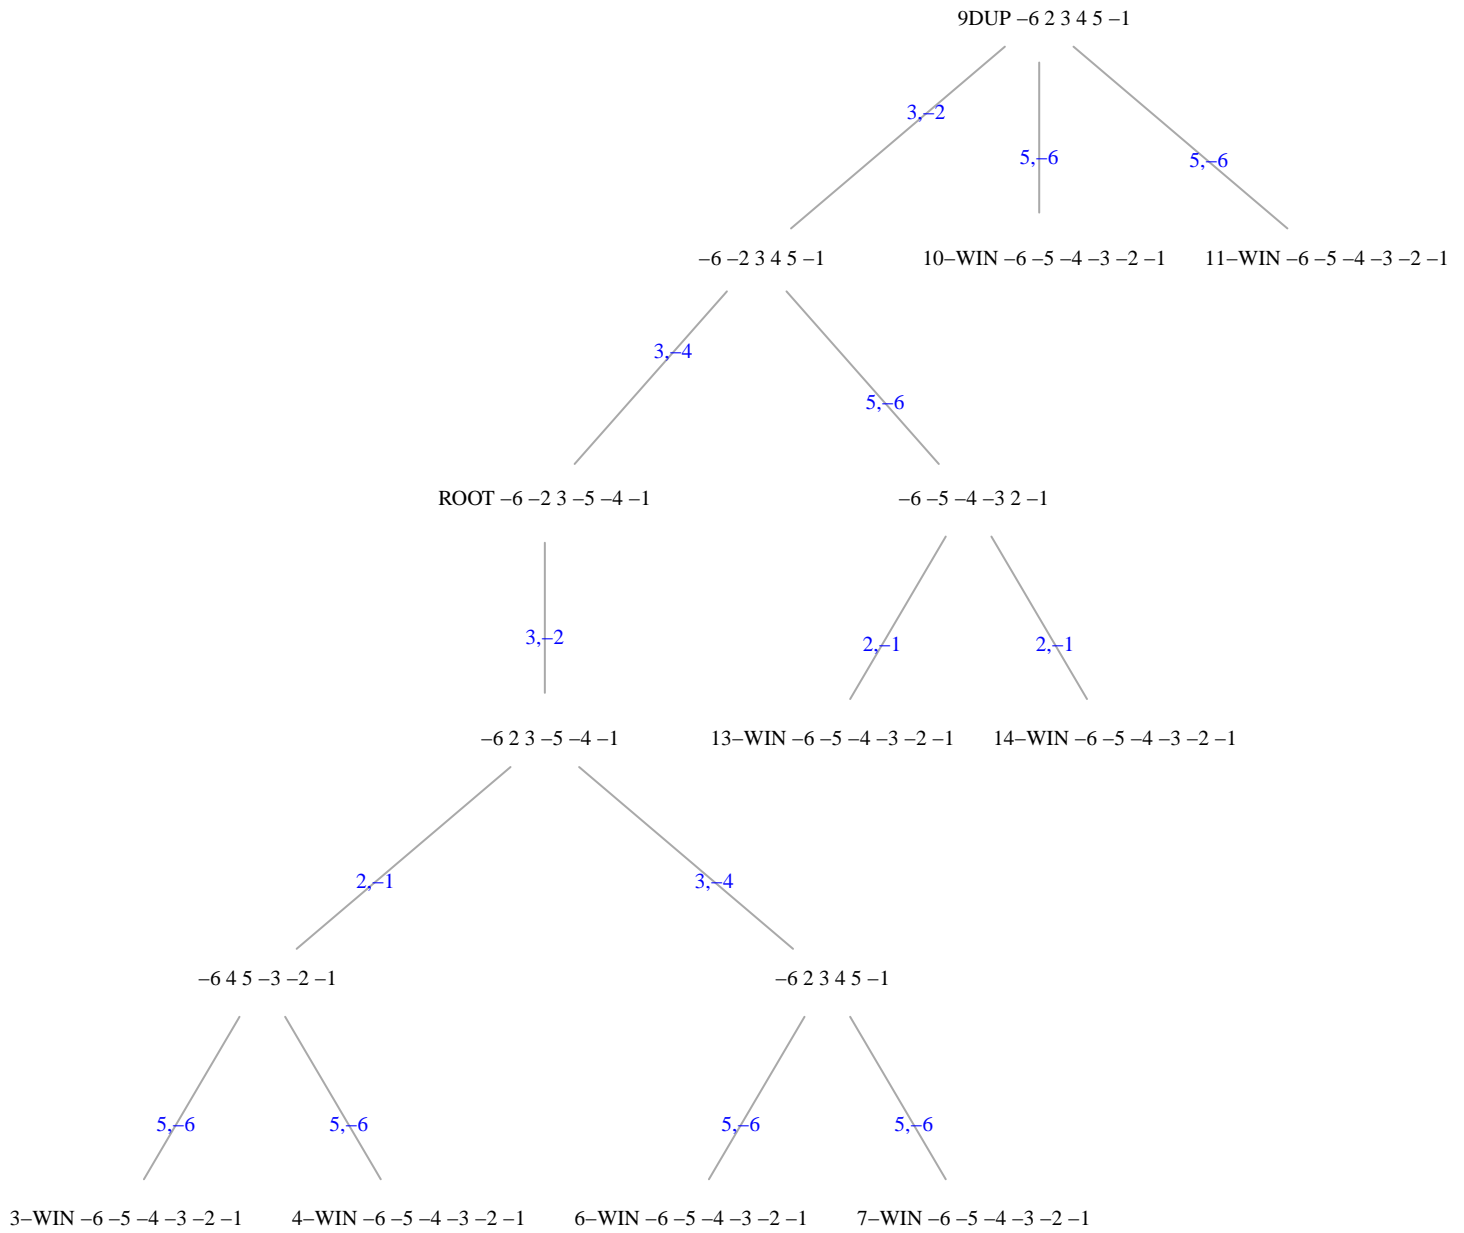 9DUP –6 2 3 4 5 –1
3,–2
5,–6
5,–6
–6 –2 3 4 5 –1
10–WIN –6 –5 –4 –3 –2 –1
11–WIN –6 –5 –4 –3 –2 –1
3,–4
5,–6
ROOT –6 –2 3 –5 –4 –1
–6 –5 –4 –3 2 –1
3,–2
2,–1
2,–1
–6 2 3 –5 –4 –1
13–WIN –6 –5 –4 –3 –2 –1
14–WIN –6 –5 –4 –3 –2 –1
2,–1
3,–4
–6 4 5 –3 –2 –1
–6 2 3 4 5 –1
5,–6
5,–6
5,–6
5,–6
3–WIN –6 –5 –4 –3 –2 –1
4–WIN –6 –5 –4 –3 –2 –1
6–WIN –6 –5 –4 –3 –2 –1
7–WIN –6 –5 –4 –3 –2 –1